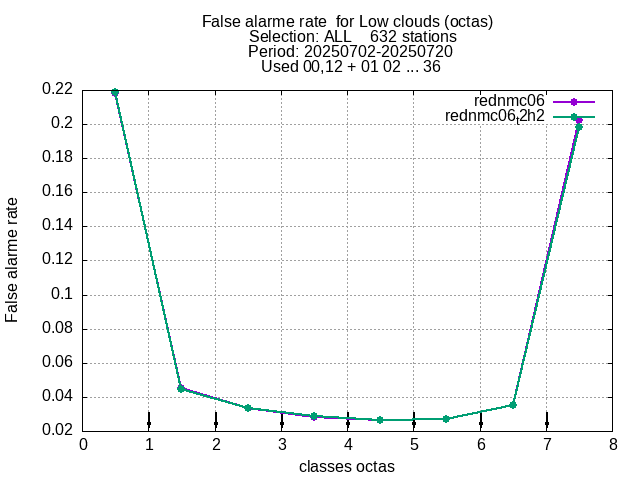 False alarme rate  for Low clouds (octas)
Selection: ALL    632 stations
Period: 20250702-20250720
Used 00,12 + 01 02 ... 36
rednmc06
rednmc06,2h2
0.22
0.2
0.18
0.16
0.14
0.12
0.1
0.08
0.06
0.04
0.02
False alarme rate
0 1 2 3 4 5 6 7 8
classes octas